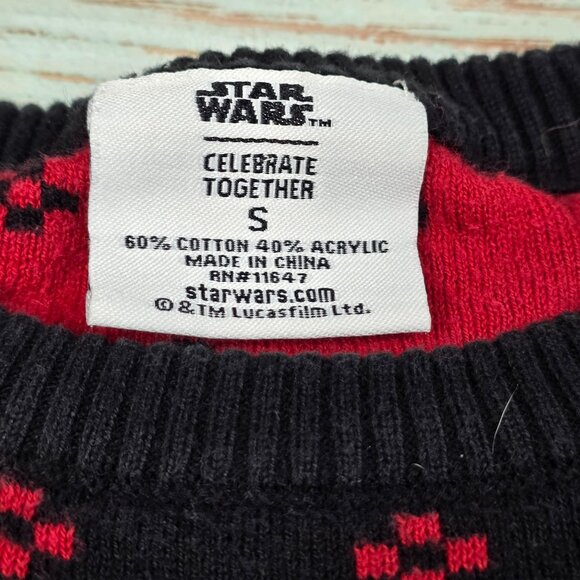 STAR
WARS™
CELEBRATE
TOGETHER
S
60% COTTON 40% ACRYLIC
MADE IN CHINA
RN#11647
starwars.com
© & TM Lucasfilm Ltd.